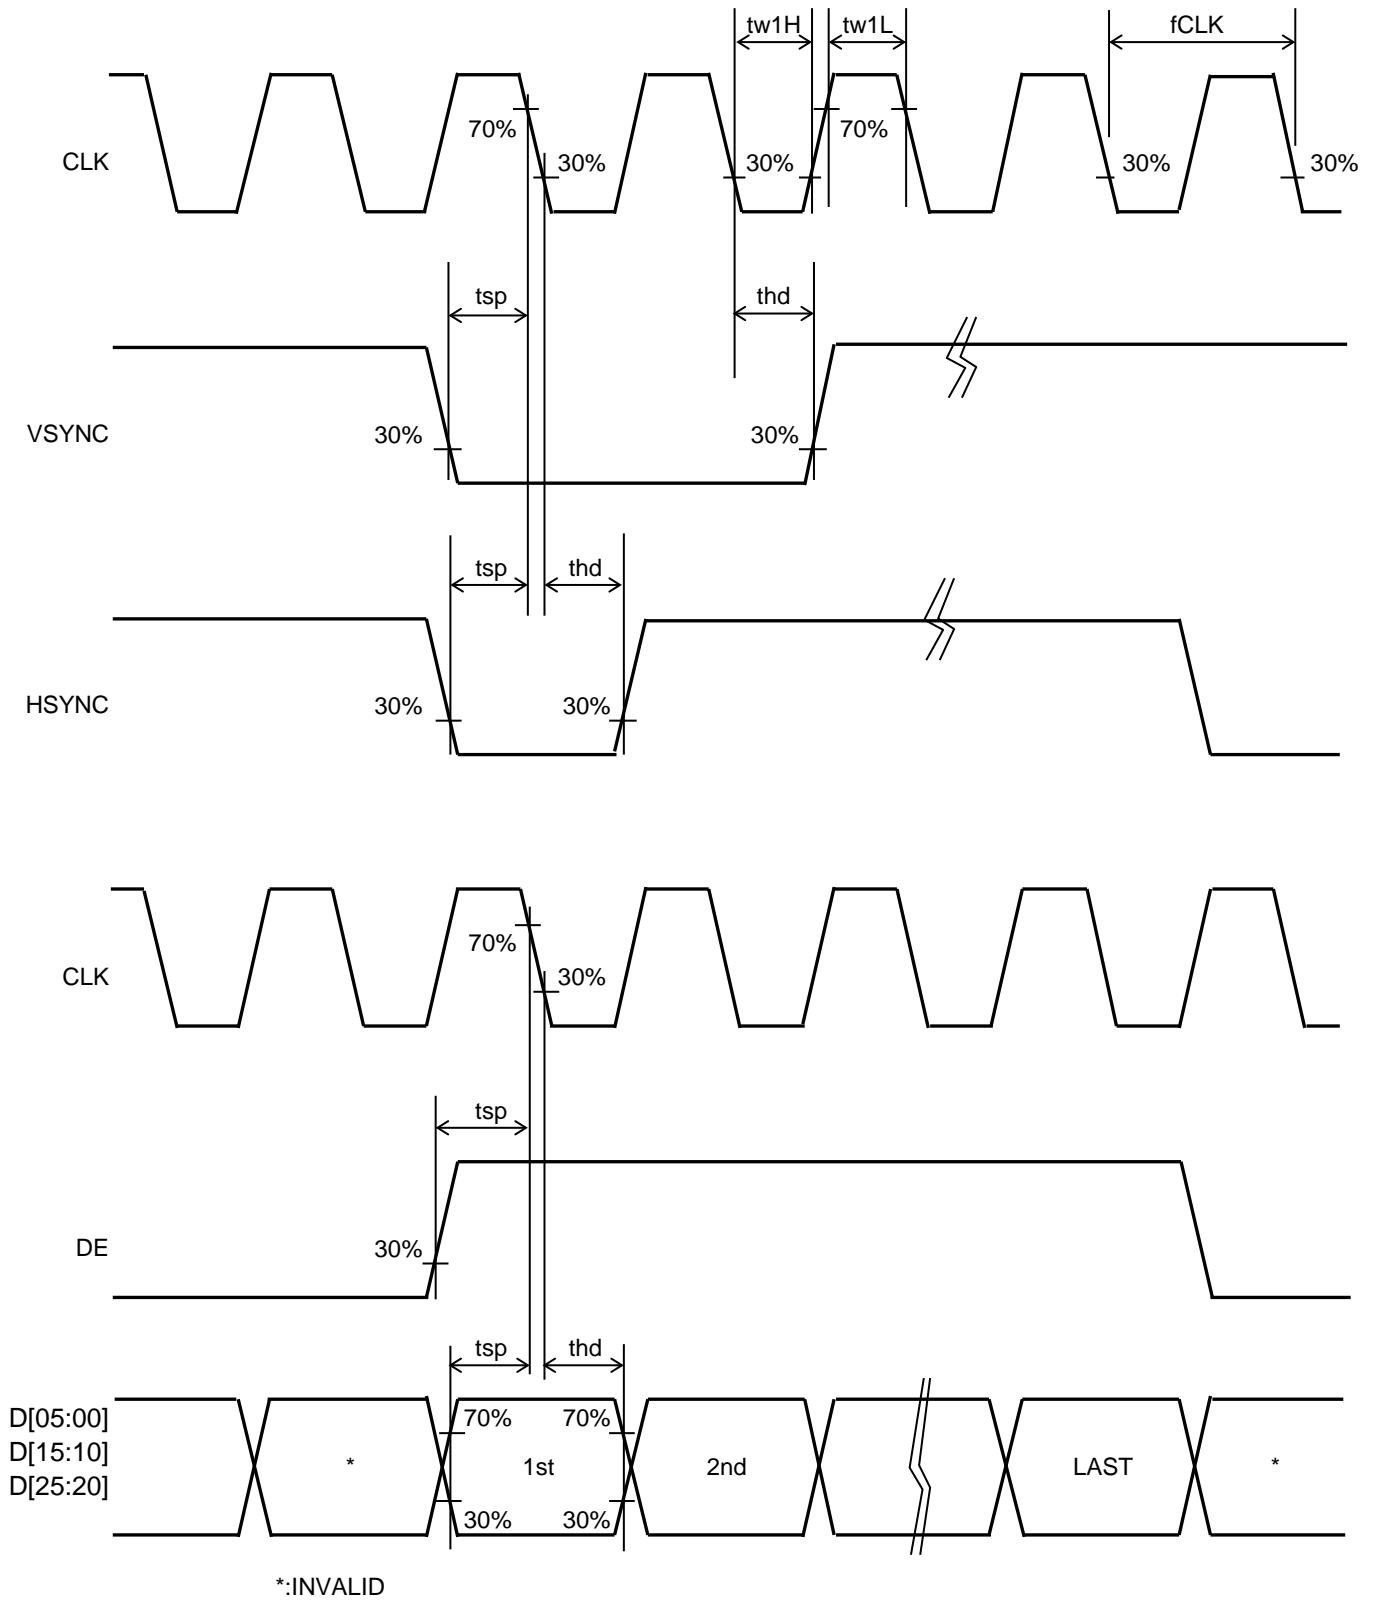 tw1H tw1L fCLK
70% 30% 30% 70% 30% 30%
CLK
tsp thd
VSYNC 30% 30%
tsp thd
HSYNC 30% 30%
70%
CLK 30%
tsp
DE 30%
tsp thd
D[05:00] 70% 70%
D[15:10] * 1st 2nd LAST *
D[25:20]
30% 30%
*:INVALID